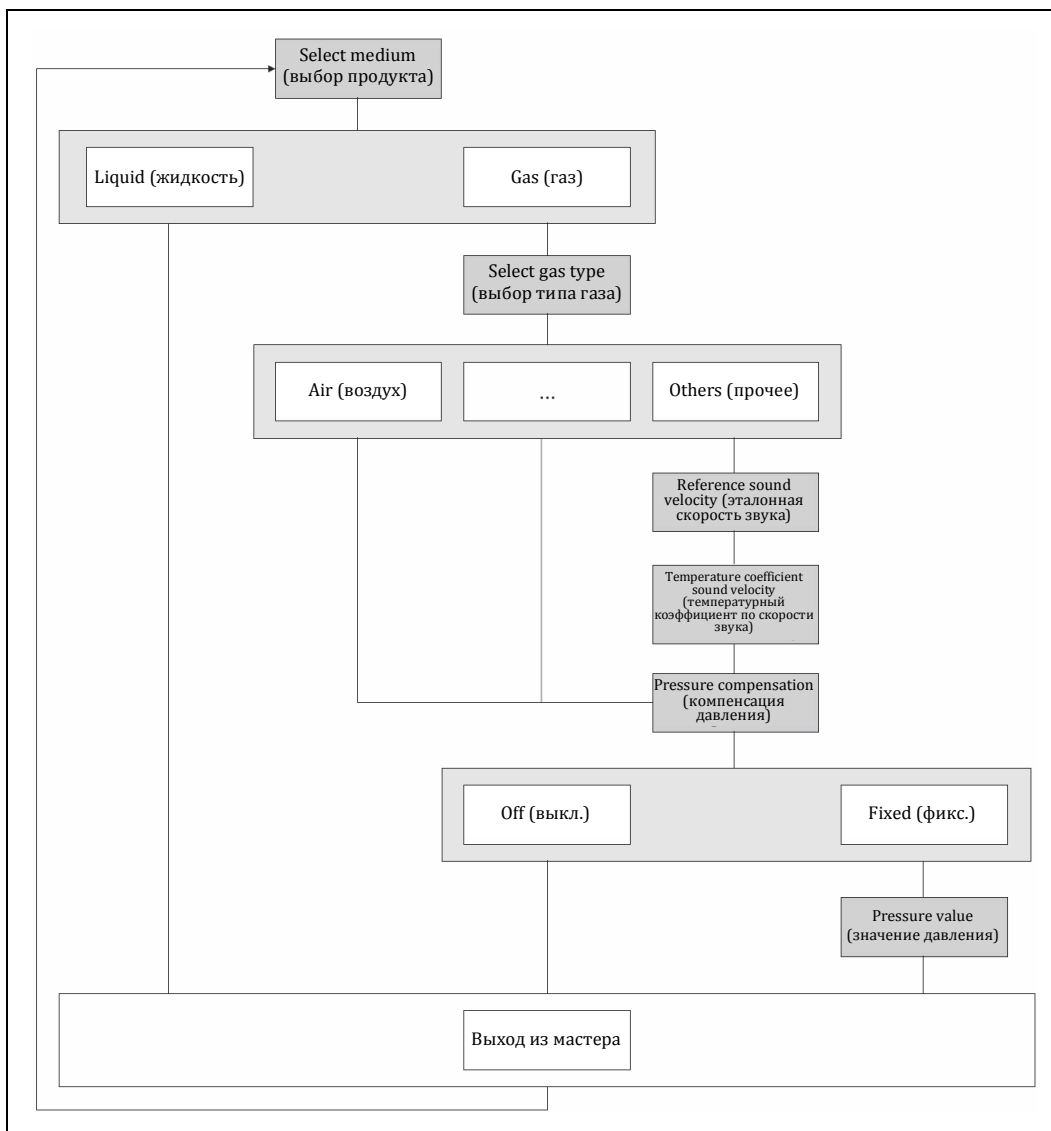 Select medium
(выбор продукта)
Liquid (жидкость)
Gas (газ)
Select gas type
(выбор типа газа)
Air (воздух)
...
Others (прочее)
Reference sound
velocity (эталонная
скорость звука)
Temperature coefficient
sound velocity
(температурный
коэффициент по скорости
звука)
Pressure compensation
(компенсация
давления)
Off (выкл.)
Fixed (фикс.)
Pressure value
(значение давления)
Выход из мастера